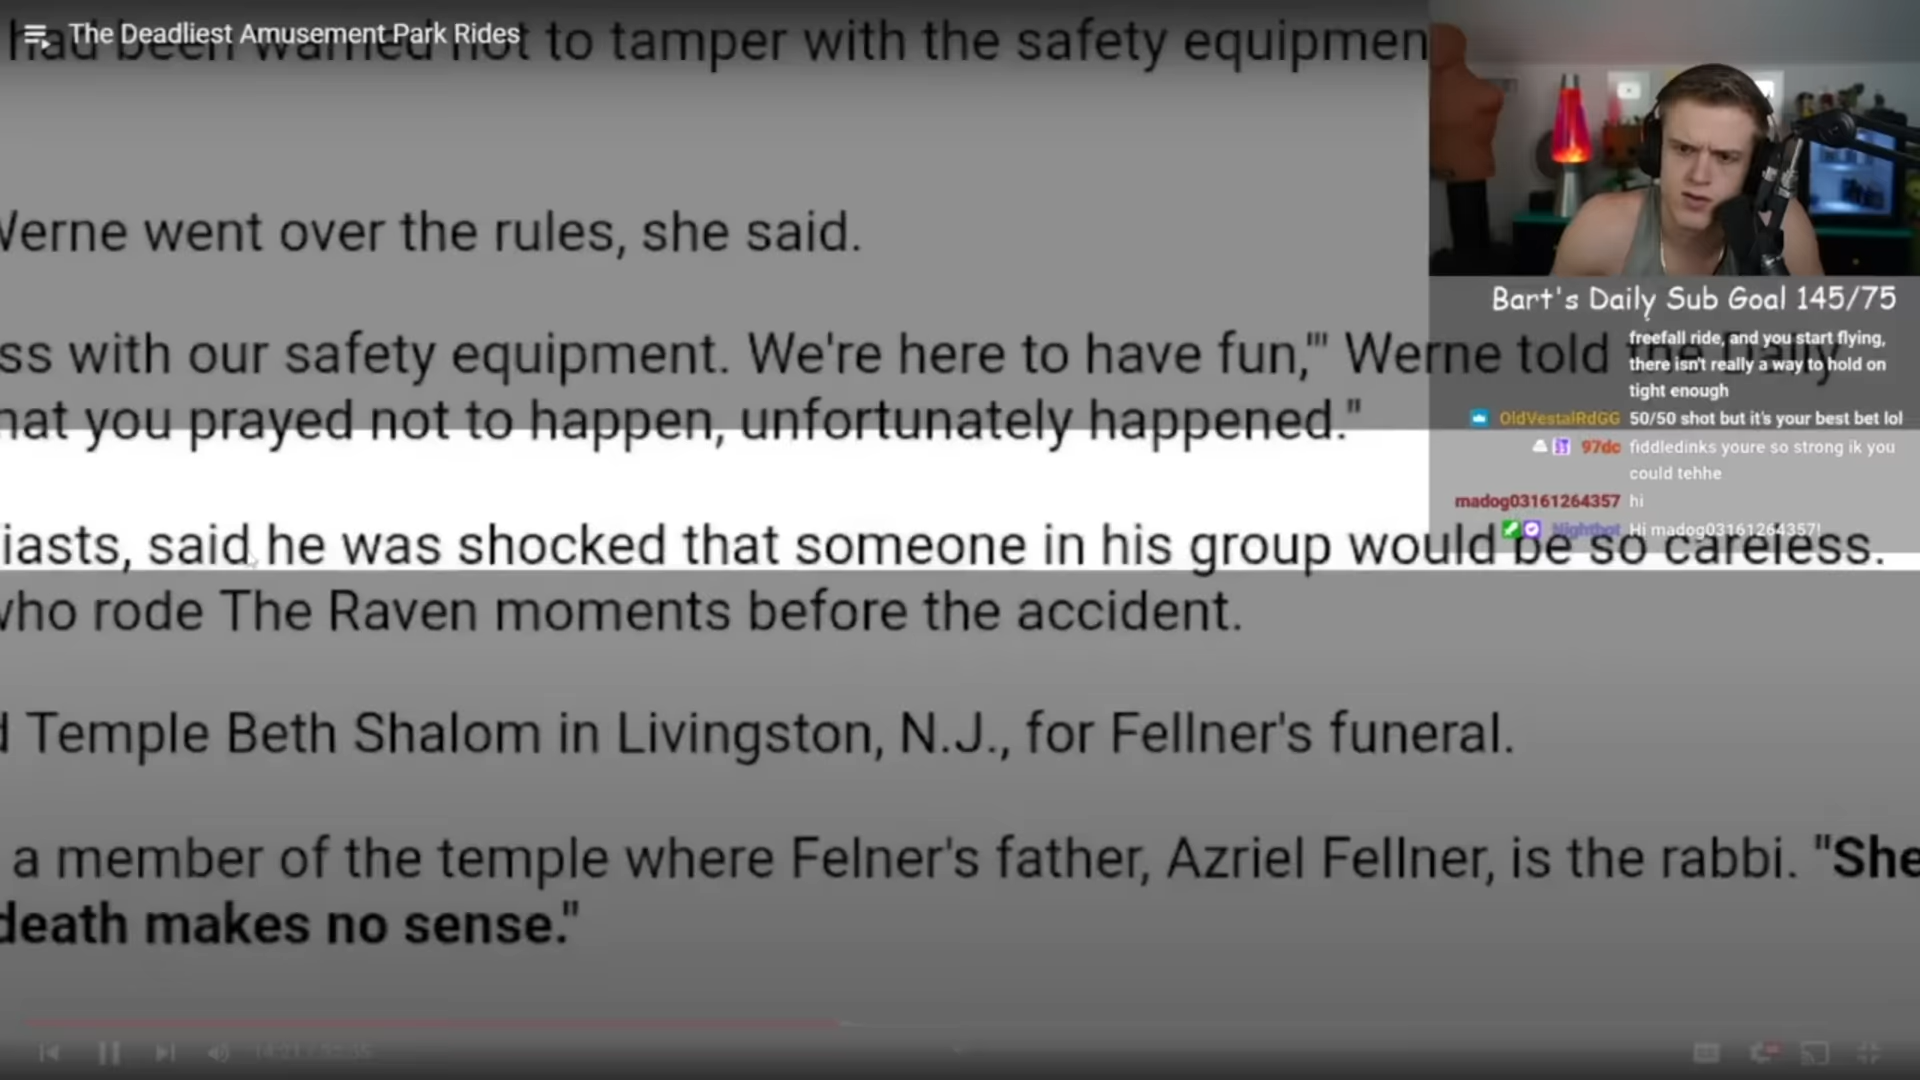 The Deadliest Amusement Park Rides
had been warned not to tamper with the safety equipmen
Werne went over the rules, she said.
ss with our safety equipment. We're here to have fun,'" Werne told
hat you prayed not to happen, unfortunately happened."
iasts, said he was shocked that someone in his group would be so careless.
who rode The Raven moments before the accident.
d Temple Beth Shalom in Livingston, N.J., for Fellner's funeral.
a member of the temple where Felner's father, Azriel Fellner, is the rabbi. "She
death makes no sense."
Bart's Daily Sub Goal 145/75
freefall ride, and you start flying,
there isn't really a way to hold on
tight enough
OldVestalRdGG 50/50 shot but it's your best bet lol
97dc fiddledinks youre so strong ik you
could tehhe
madog03161264357 hi
Nightbot Hi madog03161264357!